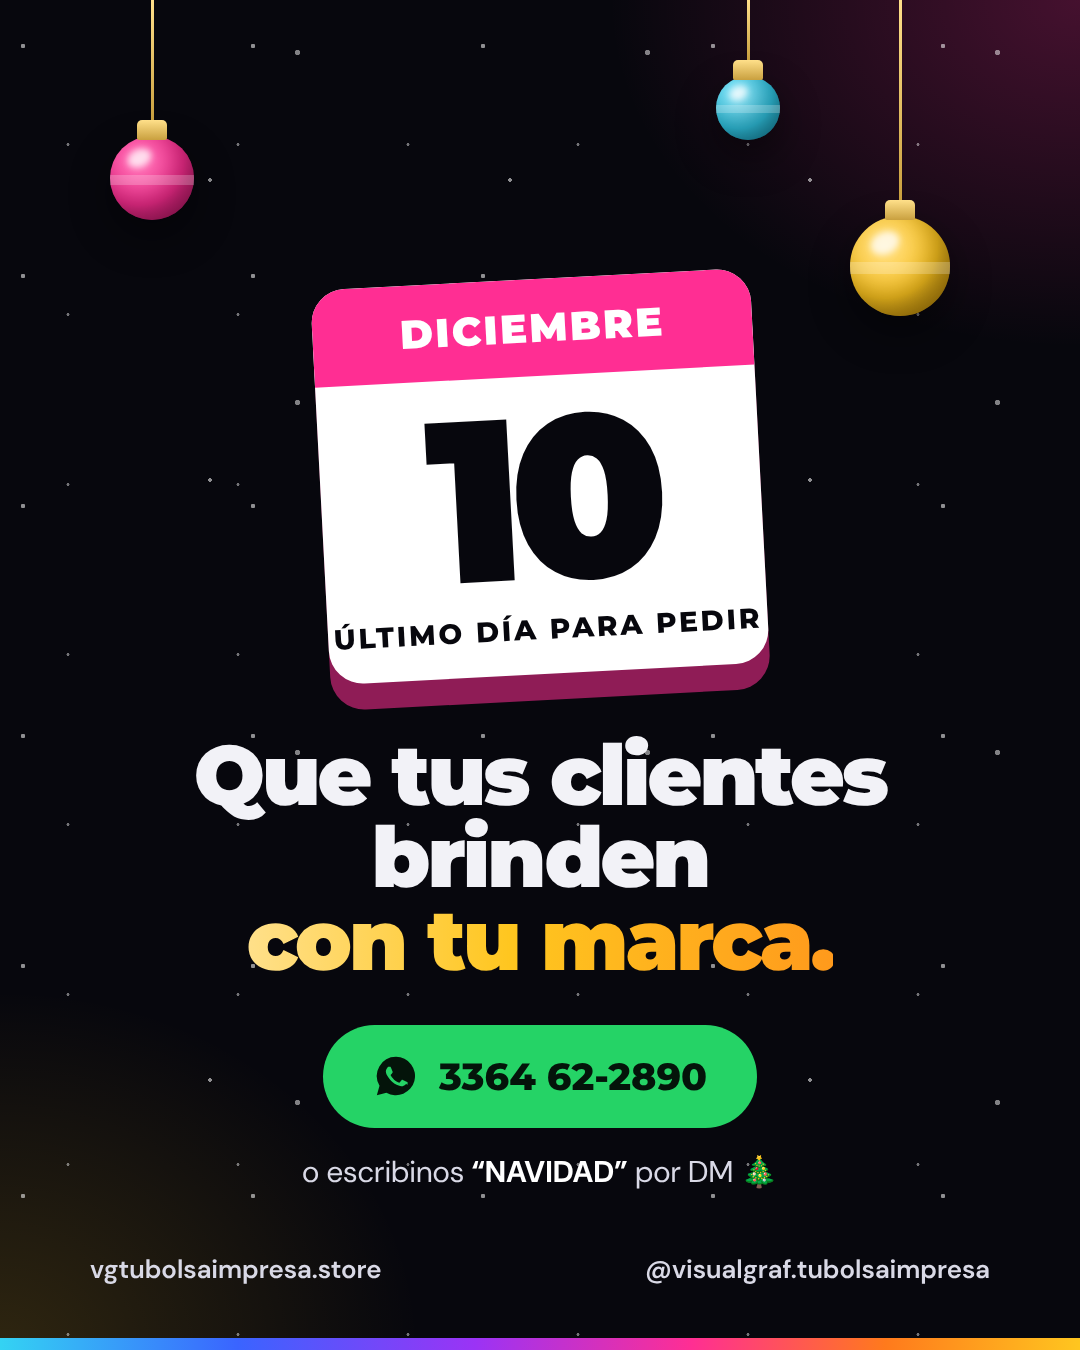 DICIEMBRE
10
ÚLTIMO DÍA PARA PEDIR
Que tus clientes
brinden
con tu marca.
3364 62-2890
o escribinos “NAVIDAD” por DM 🎄
vgtubolsaimpresa.store
@visualgraf.tubolsaimpresa